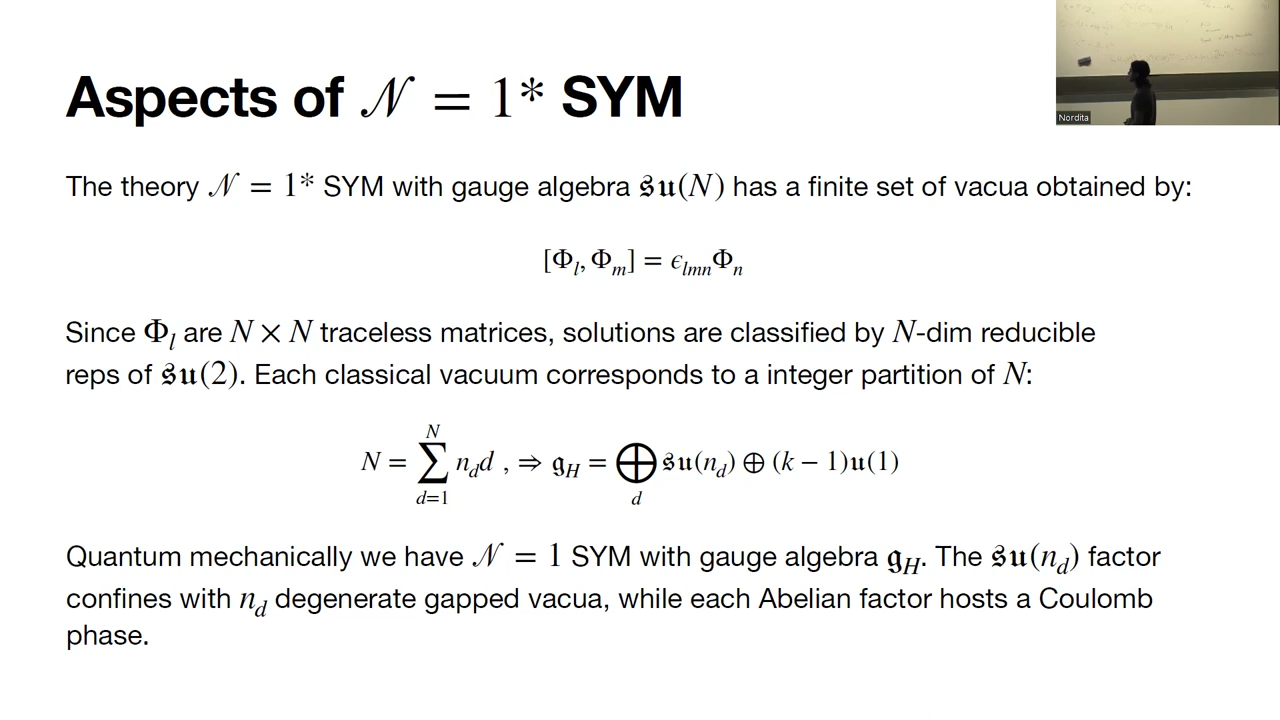 Aspects of 𝒩 = 1* SYM
Nordita
The theory 𝒩 = 1* SYM with gauge algebra 𝔰𝔲(N) has a finite set of vacua obtained by:
[Φ_l, Φ_m] = ϵ_{lmn}Φ_n
Since Φ_l are N × N traceless matrices, solutions are classified by N-dim reducible
reps of 𝔰𝔲(2). Each classical vacuum corresponds to a integer partition of N:
N = ∑_{d=1}^{N} n_d d , ⇒ 𝔤_H = ⨁_d 𝔰𝔲(n_d) ⊕ (k − 1)𝔲(1)
Quantum mechanically we have 𝒩 = 1 SYM with gauge algebra 𝔤_H. The 𝔰𝔲(n_d) factor
confines with n_d degenerate gapped vacua, while each Abelian factor hosts a Coulomb
phase.